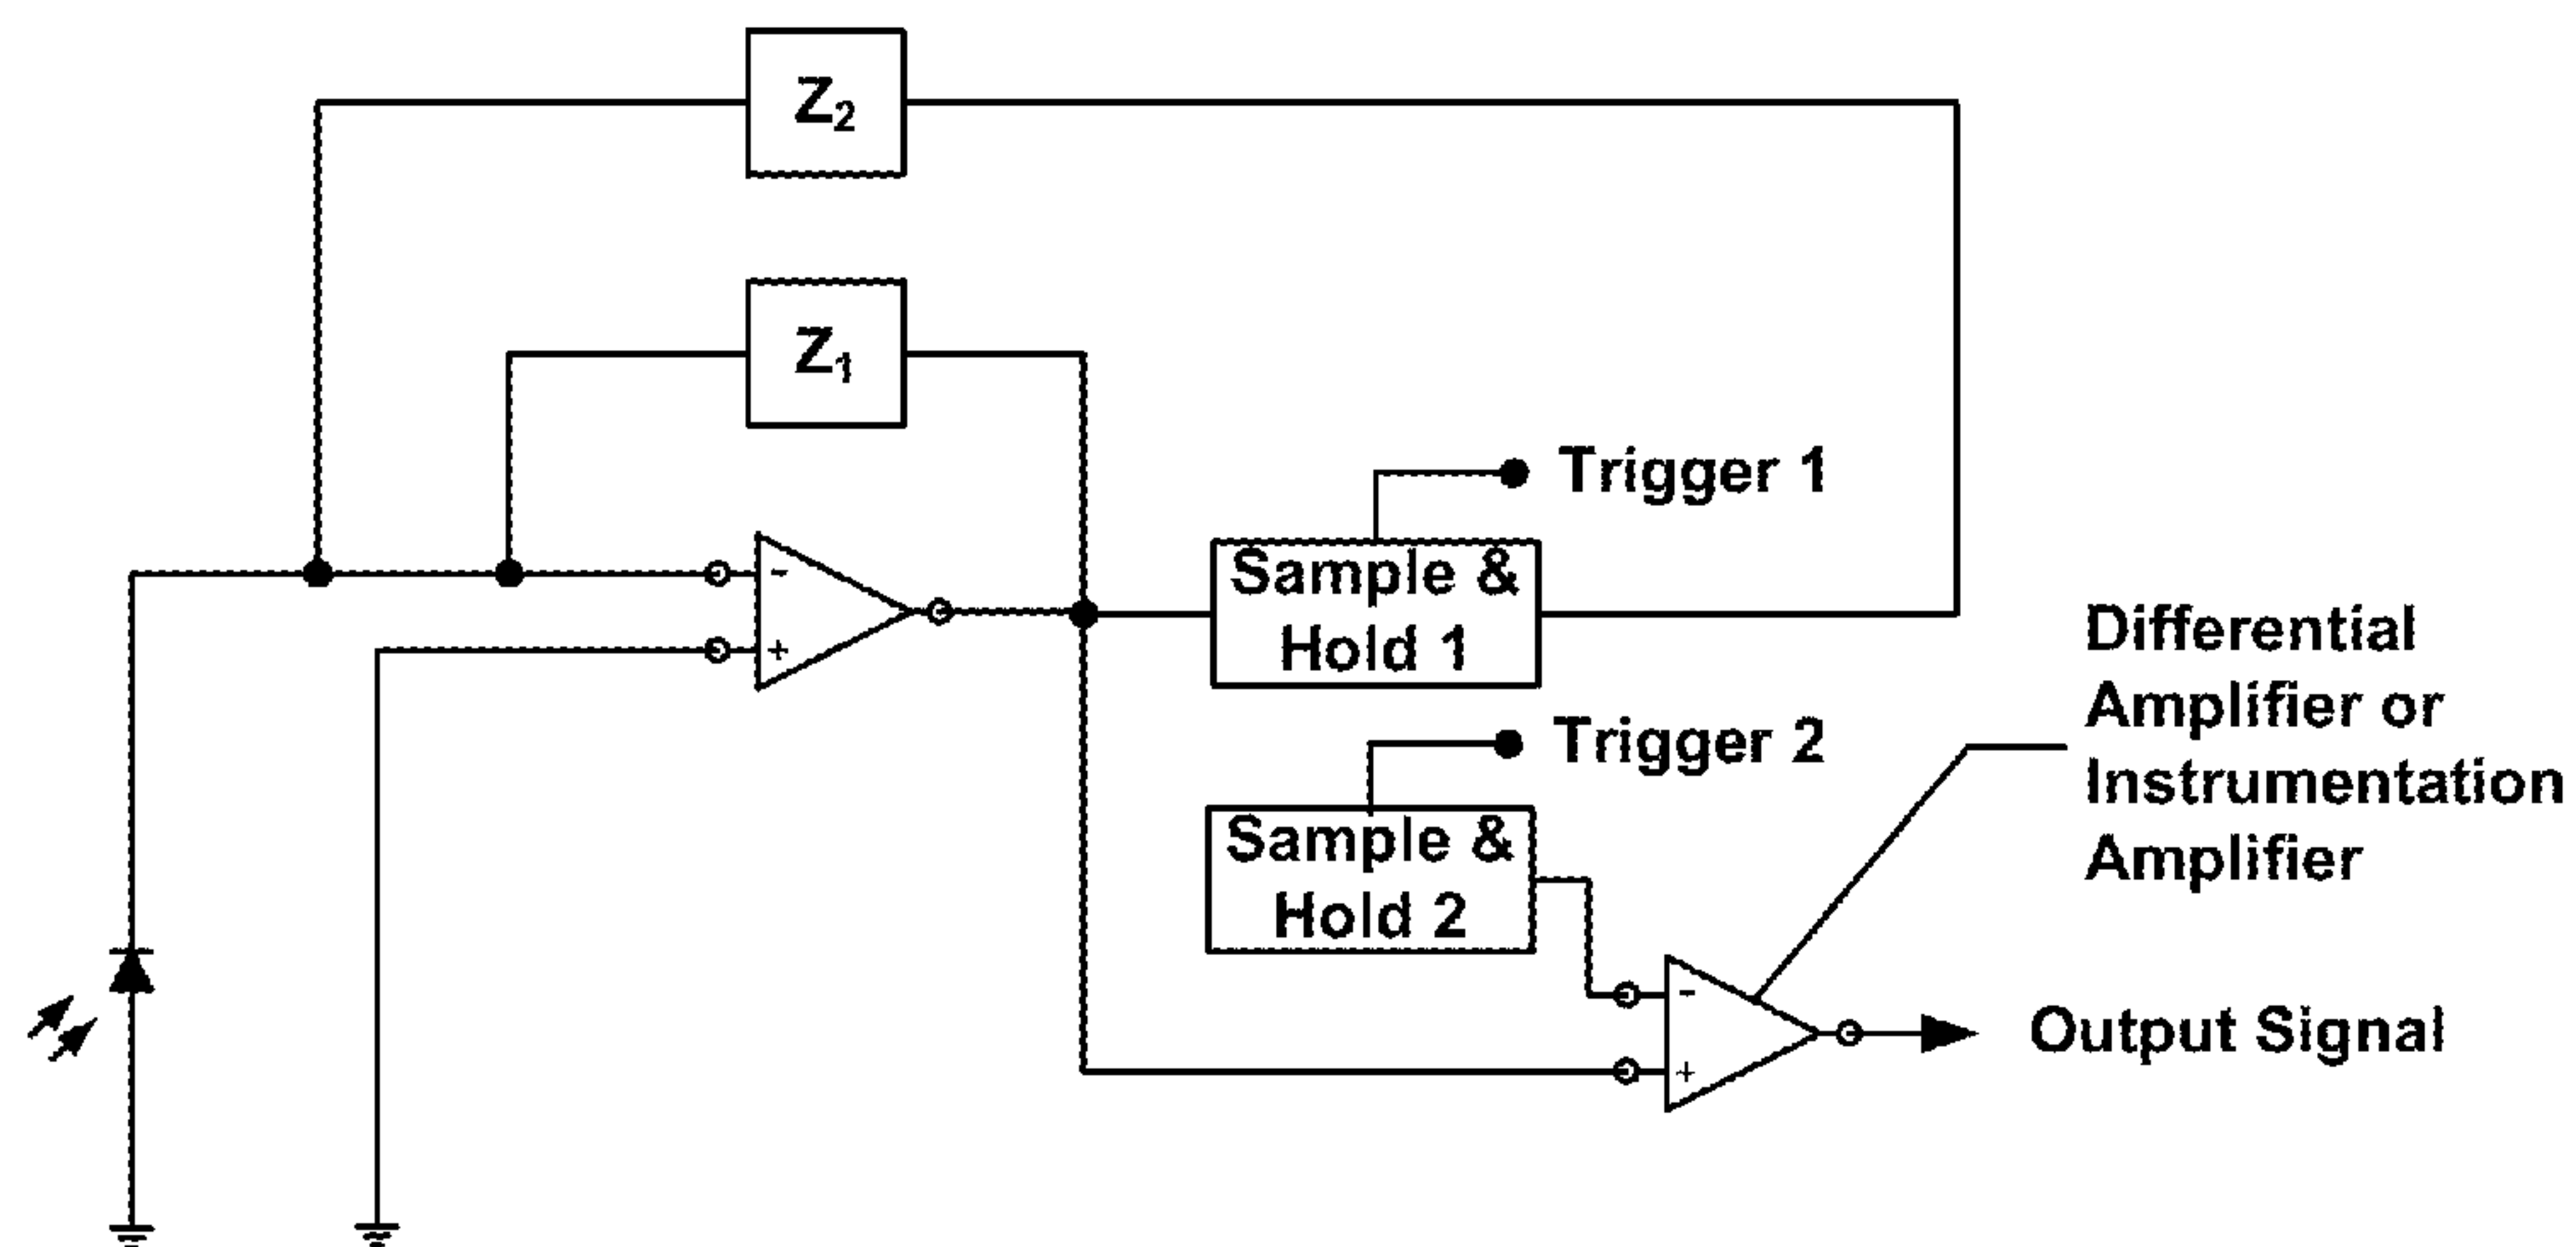 Z₂
Z₁
Trigger 1
Sample &
Hold 1
-
+
Trigger 2
Sample &
Hold 2
Differential
Amplifier or
Instrumentation
Amplifier
-
+
Output Signal